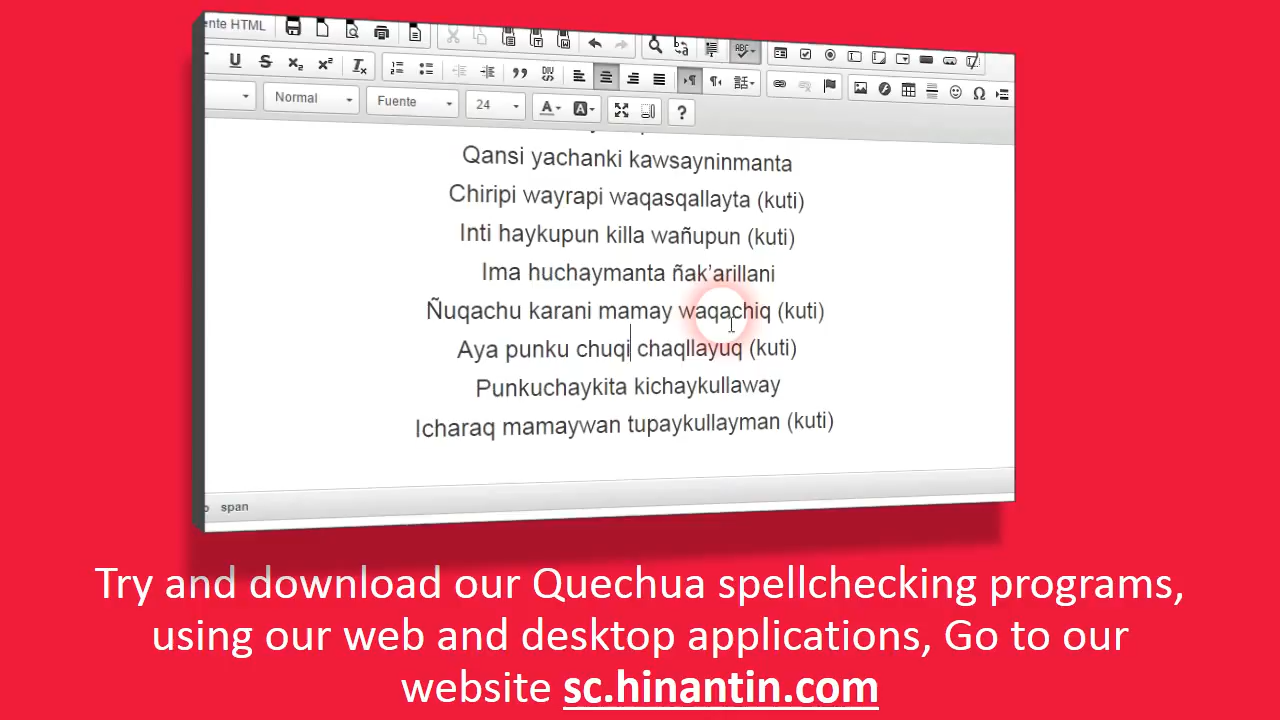 ente HTML
Normal Fuente 24
Qansi yachanki kawsayninmanta
Chiripi wayrapi waqasqallayta (kuti)
Inti haykupun killa wañupun (kuti)
Ima huchaymanta ñak’arillani
Ñuqachu karani mamay waqachiq (kuti)
Aya punku chuqi chaqllayuq (kuti)
Punkuchaykita kichaykullaway
Icharaq mamaywan tupaykullayman (kuti)
span
Try and download our Quechua spellchecking programs,
using our web and desktop applications, Go to our
website sc.hinantin.com